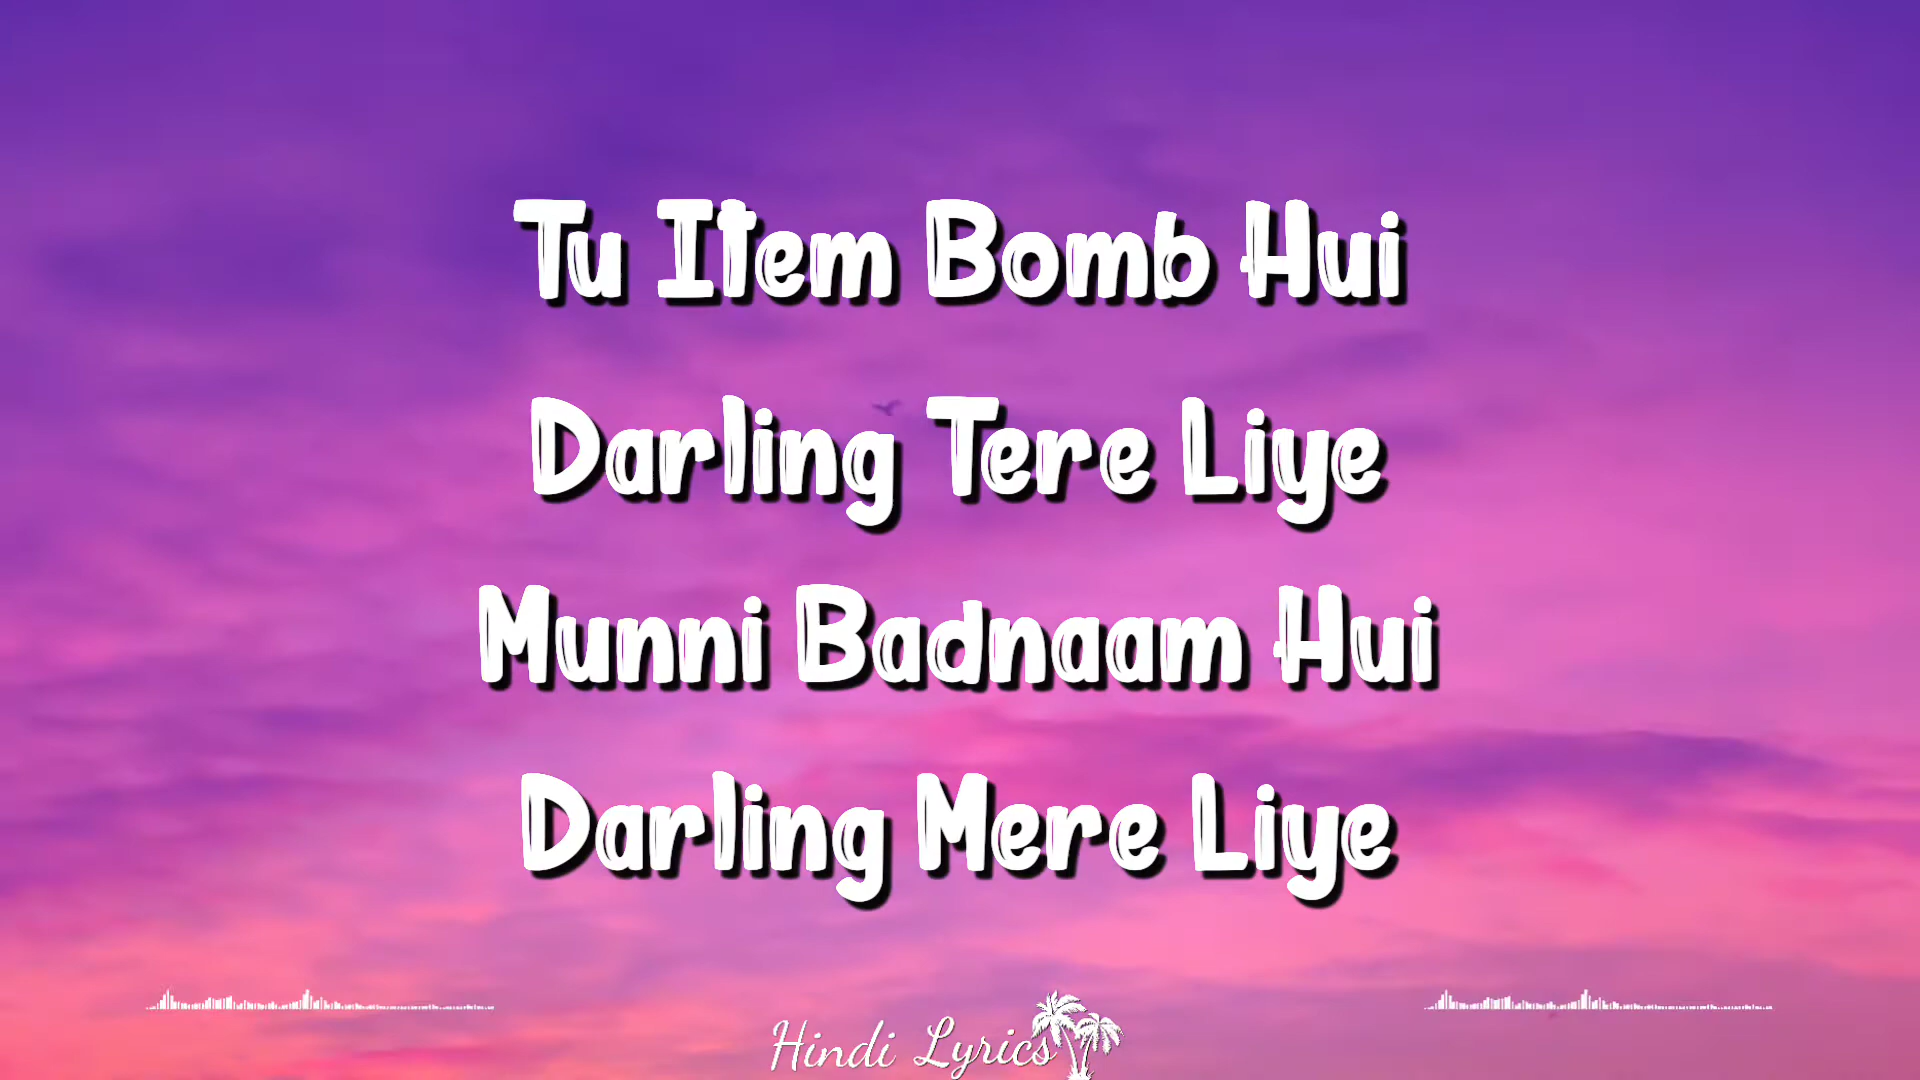 Tu Item Bomb Hui
Darling Tere Liye
Munni Badnaam Hui
Darling Mere Liye
Hindi Lyrics